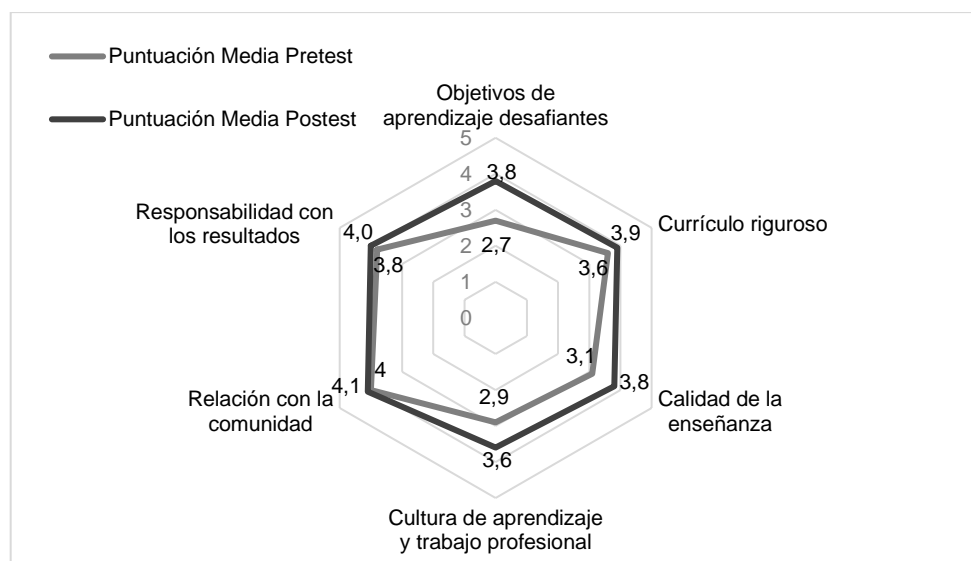 Puntuación Media Pretest
Puntuación Media Postest
Objetivos de
aprendizaje desafiantes
5
4
3
2
1
0
3,8
2,7
Currículo riguroso
3,9
3,6
Calidad de la
enseñanza
3,1
3,8
Cultura de aprendizaje
y trabajo profesional
2,9
3,6
Relación con la
comunidad
4
4,1
Responsabilidad con
los resultados
4,0
3,8